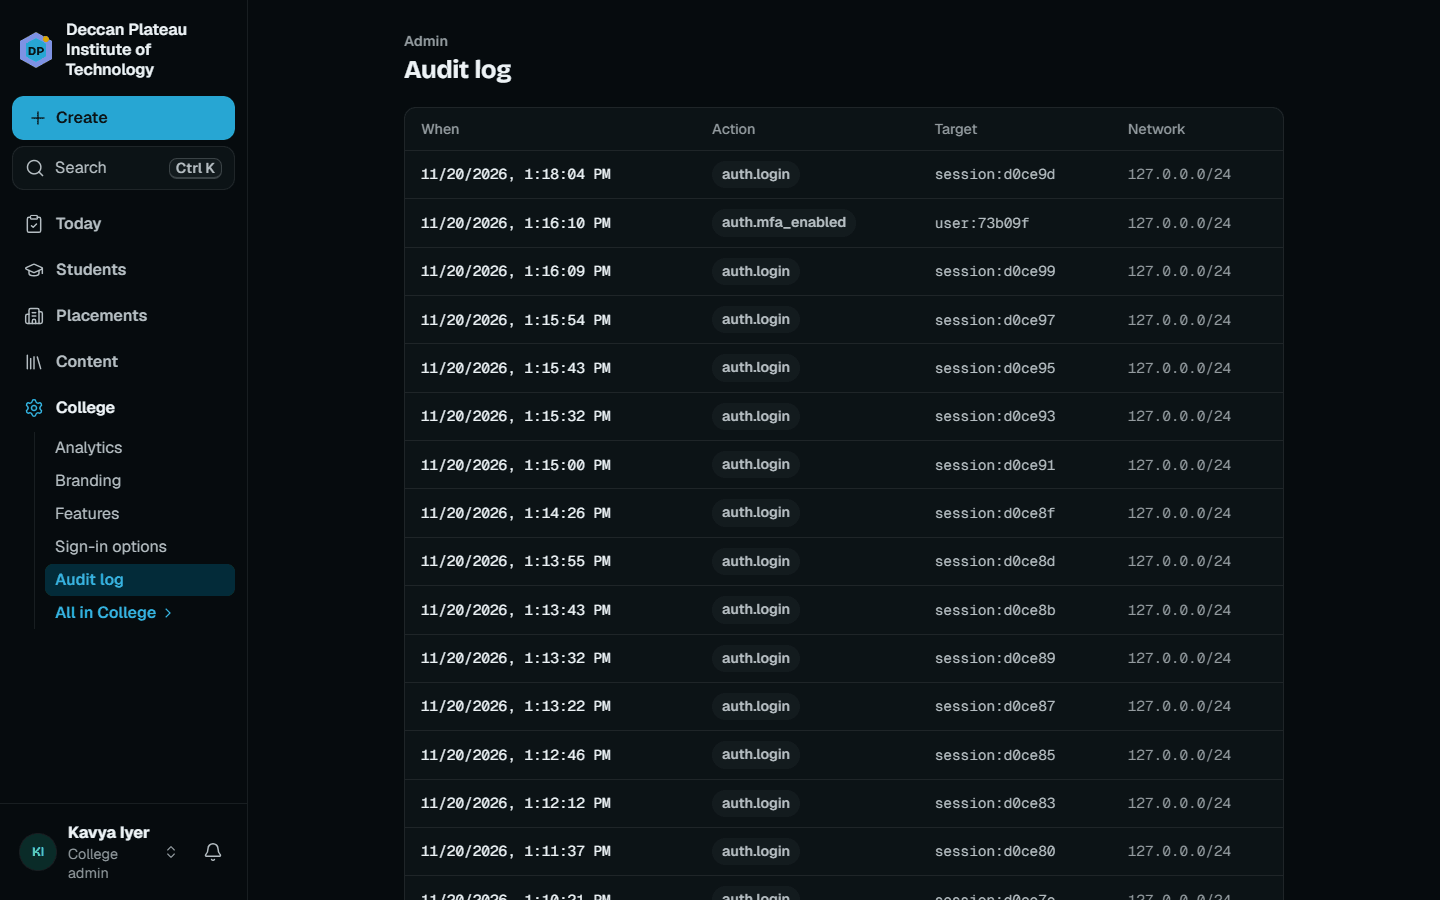 DP
Deccan Plateau
Institute of
Technology
Create
Search Ctrl K
Today
Students
Placements
Content
College
Analytics
Branding
Features
Sign-in options
Audit log
All in College
KI
Kavya Iyer
College
admin
Admin
Audit log
When Action Target Network
11/20/2026, 1:18:04 PM auth.login session:d0ce9d 127.0.0.0/24
11/20/2026, 1:16:10 PM auth.mfa_enabled user:73b09f 127.0.0.0/24
11/20/2026, 1:16:09 PM auth.login session:d0ce99 127.0.0.0/24
11/20/2026, 1:15:54 PM auth.login session:d0ce97 127.0.0.0/24
11/20/2026, 1:15:43 PM auth.login session:d0ce95 127.0.0.0/24
11/20/2026, 1:15:32 PM auth.login session:d0ce93 127.0.0.0/24
11/20/2026, 1:15:00 PM auth.login session:d0ce91 127.0.0.0/24
11/20/2026, 1:14:26 PM auth.login session:d0ce8f 127.0.0.0/24
11/20/2026, 1:13:55 PM auth.login session:d0ce8d 127.0.0.0/24
11/20/2026, 1:13:43 PM auth.login session:d0ce8b 127.0.0.0/24
11/20/2026, 1:13:32 PM auth.login session:d0ce89 127.0.0.0/24
11/20/2026, 1:13:22 PM auth.login session:d0ce87 127.0.0.0/24
11/20/2026, 1:12:46 PM auth.login session:d0ce85 127.0.0.0/24
11/20/2026, 1:12:12 PM auth.login session:d0ce83 127.0.0.0/24
11/20/2026, 1:11:37 PM auth.login session:d0ce80 127.0.0.0/24
11/20/2026, 1:10:21 PM auth.login 127.0.0.0/24